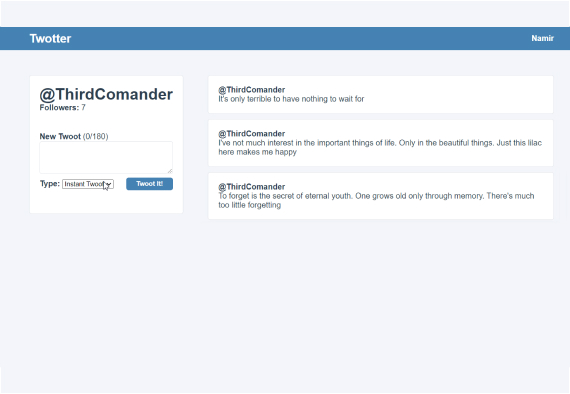 Twotter
Namir
@ThirdComander
Followers: 7
New Twoot (0/180)
Type: Instant Twoot
Twoot It!
@ThirdComander
It's only terrible to have nothing to wait for
@ThirdComander
I've not much interest in the important things of life. Only in the beautiful things. Just this lilac
here makes me happy
@ThirdComander
To forget is the secret of eternal youth. One grows old only through memory. There's much
too little forgetting